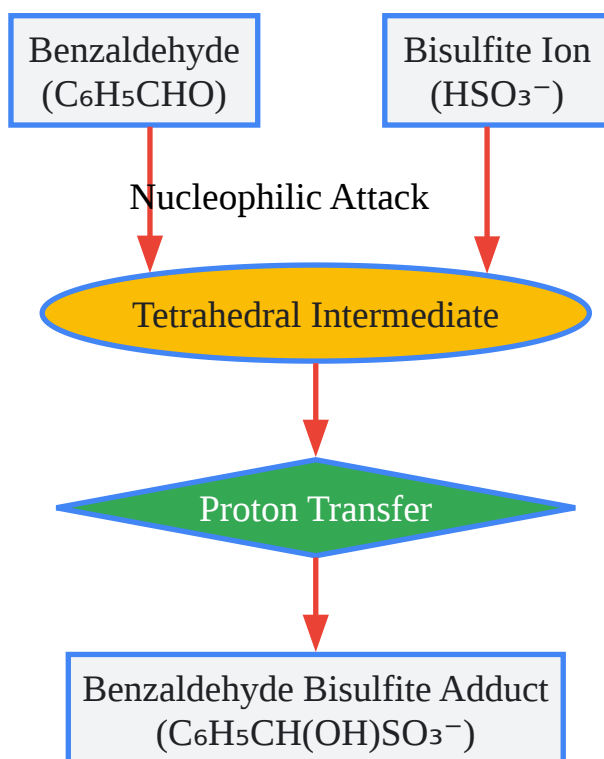 Benzaldehyde
(C₆H₅CHO)
Bisulfite Ion
(HSO₃⁻)
Nucleophilic Attack
Tetrahedral Intermediate
Proton Transfer
Benzaldehyde Bisulfite Adduct
(C₆H₅CH(OH)SO₃⁻)